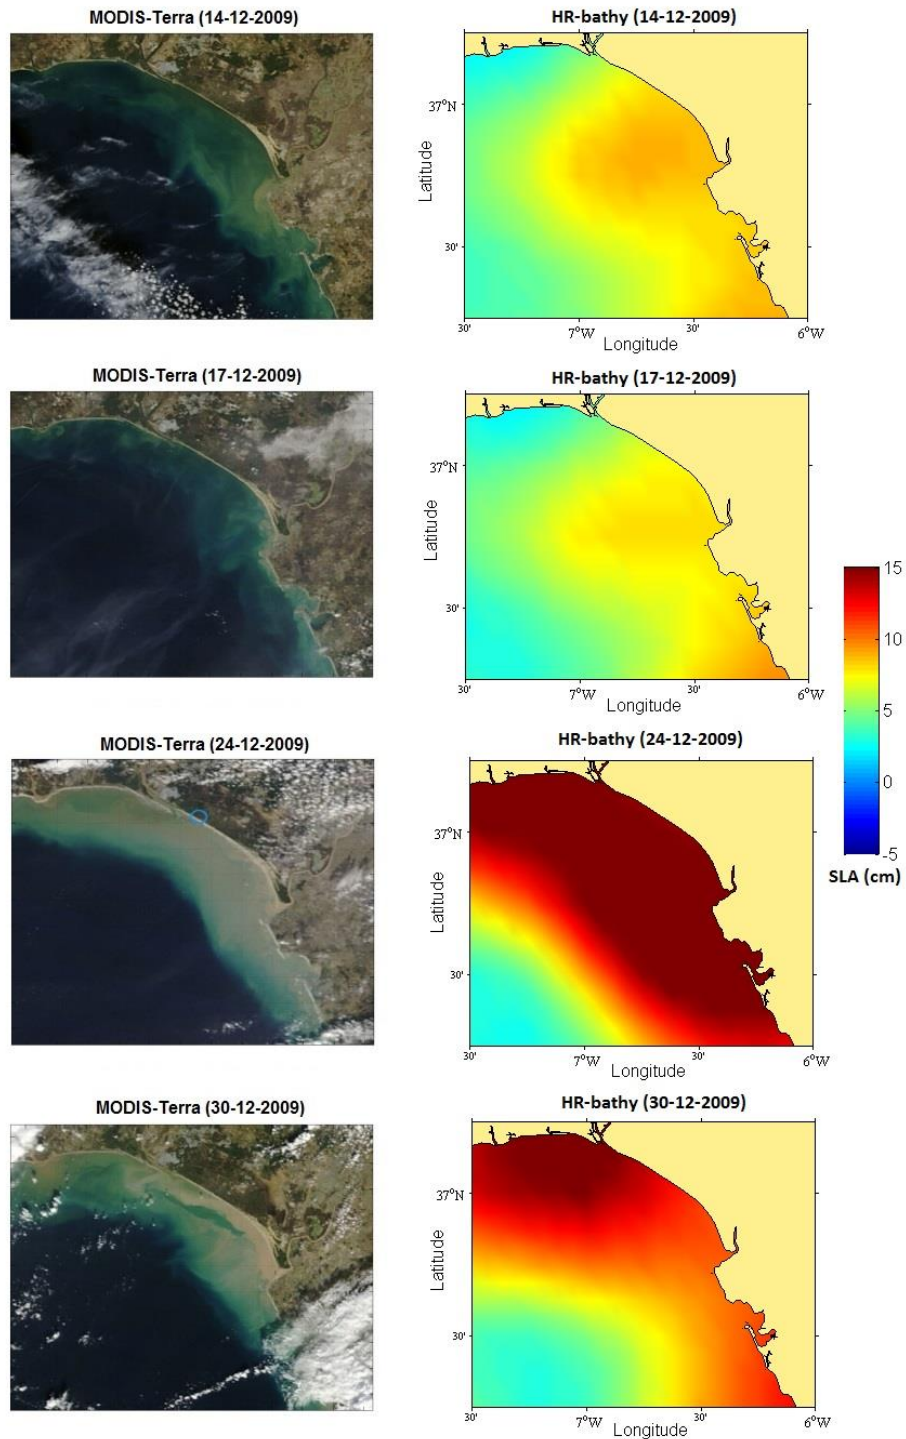 MODIS-Terra (14-12-2009)
HR-bathy (14-12-2009)
Latitude
37°N
30'
30'
7°W
30'
6°W
Longitude
MODIS-Terra (17-12-2009)
HR-bathy (17-12-2009)
Latitude
37°N
30'
30'
7°W
30'
6°W
Longitude
MODIS-Terra (24-12-2009)
HR-bathy (24-12-2009)
Latitude
37°N
30'
30'
7°W
30'
6°W
Longitude
15
10
5
0
-5
SLA (cm)
MODIS-Terra (30-12-2009)
HR-bathy (30-12-2009)
Latitude
37°N
30'
30'
7°W
30'
6°W
Longitude